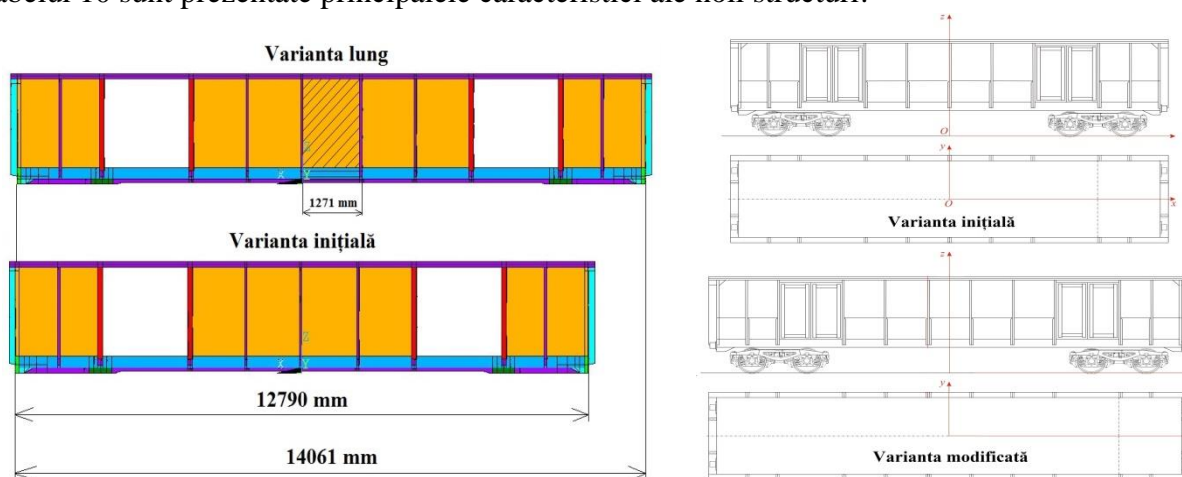 abelul 10 sunt prezentate principalele caracteristici ale noii structuri.
Varianta lung
1271 mm
Varianta inițială
Z
X Y
12790 mm
14061 mm
z
O
y
O
x
Varianta inițială
z
y
Varianta modificată